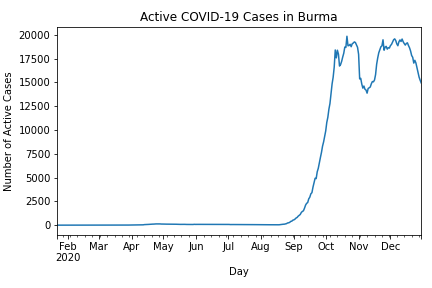 Active COVID-19 Cases in Burma
20000
17500
15000
12500
10000
7500
5000
2500
0
Number of Active Cases
Feb Mar Apr May Jun Jul Aug Sep Oct Nov Dec
2020
Day